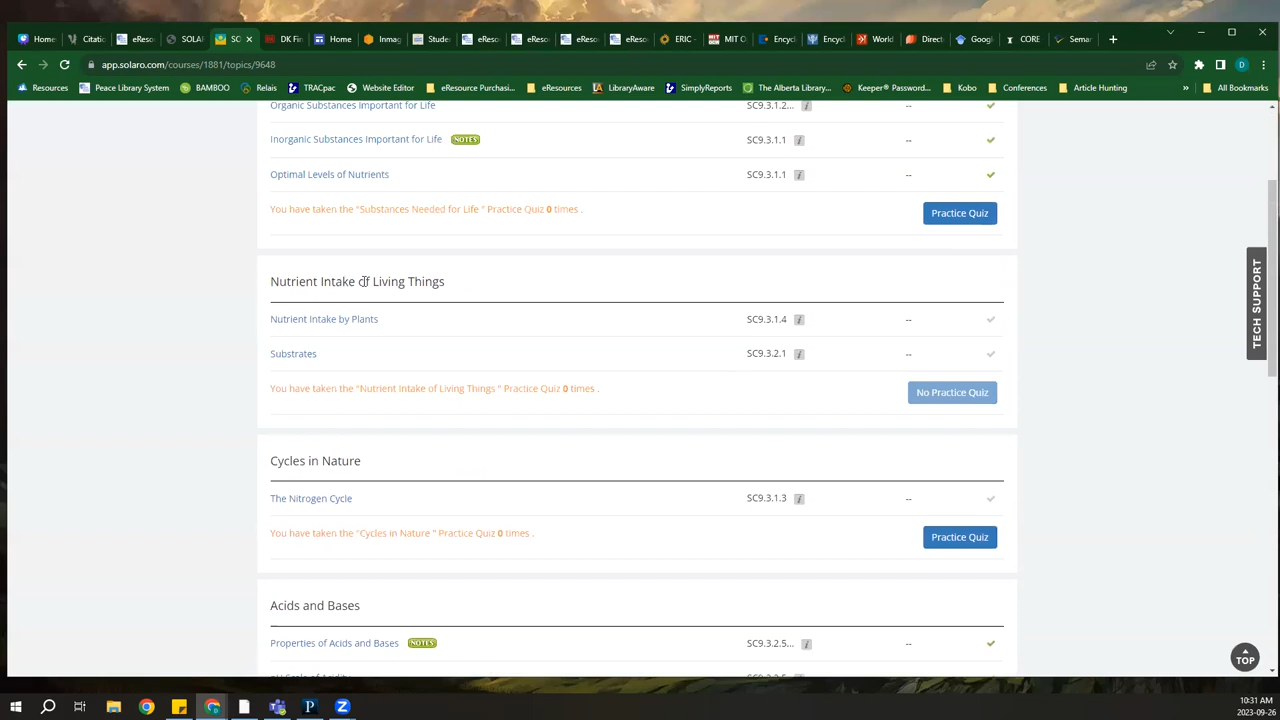 Home
Citatio
eReso
SOLA
SC
DK Fin
Home
Inmag
Stude
eReso
eReso
eReso
eReso
ERIC -
MIT O
Encyc
Encyc
World
Direct
Googl
CORE
Semar
app.solaro.com/courses/1881/topics/9648
Resources
Peace Library System
BAMBOO
Relais
TRACpac
Website Editor
eResource Purchasi...
eResources
LibraryAware
SimplyReports
The Alberta Library...
Keeper® Password...
Kobo
Conferences
Article Hunting
All Bookmarks
Organic Substances Important for Life SC9.3.1.2... i --
Inorganic Substances Important for Life NOTES SC9.3.1.1 i --
Optimal Levels of Nutrients SC9.3.1.1 i --
You have taken the "Substances Needed for Life " Practice Quiz 0 times .
Practice Quiz
Nutrient Intake of Living Things
Nutrient Intake by Plants SC9.3.1.4 i --
Substrates SC9.3.2.1 i --
You have taken the "Nutrient Intake of Living Things " Practice Quiz 0 times .
No Practice Quiz
Cycles in Nature
The Nitrogen Cycle SC9.3.1.3 i --
You have taken the "Cycles in Nature " Practice Quiz 0 times .
Practice Quiz
Acids and Bases
Properties of Acids and Bases NOTES SC9.3.2.5... i --
TECH SUPPORT
TOP
10:31 AM
2023-09-26